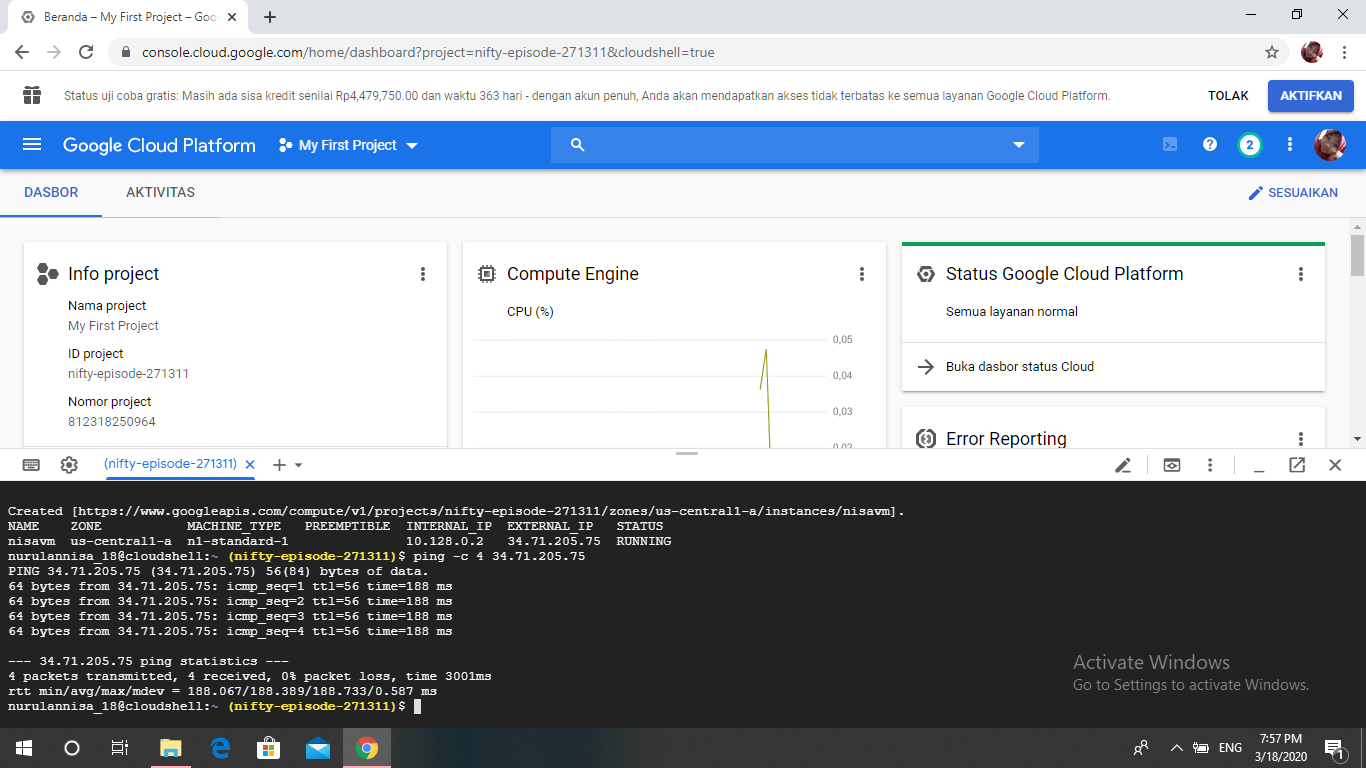 Beranda – My First Project – Goo
console.cloud.google.com/home/dashboard?project=nifty-episode-271311&cloudshell=true
Status uji coba gratis: Masih ada sisa kredit senilai Rp4,479,750.00 dan waktu 363 hari - dengan akun penuh, Anda akan mendapatkan akses tidak terbatas ke semua layanan Google Cloud Platform.
TOLAK
AKTIFKAN
Google Cloud Platform
My First Project
2
DASBOR
AKTIVITAS
SESUAIKAN
Info project
Nama project
My First Project
ID project
nifty-episode-271311
Nomor project
812318250964
Compute Engine
CPU (%)
0,05
0,04
0,03
0,02
Status Google Cloud Platform
Semua layanan normal
Buka dasbor status Cloud
Error Reporting
(nifty-episode-271311)
Created [https://www.googleapis.com/compute/v1/projects/nifty-episode-271311/zones/us-central1-a/instances/nisavm].
NAME ZONE MACHINE_TYPE PREEMPTIBLE INTERNAL_IP EXTERNAL_IP STATUS
nisavm us-central1-a n1-standard-1 10.128.0.2 34.71.205.75 RUNNING
nurulannisa_18@cloudshell:~ (nifty-episode-271311)$ ping -c 4 34.71.205.75
PING 34.71.205.75 (34.71.205.75) 56(84) bytes of data.
64 bytes from 34.71.205.75: icmp_seq=1 ttl=56 time=188 ms
64 bytes from 34.71.205.75: icmp_seq=2 ttl=56 time=188 ms
64 bytes from 34.71.205.75: icmp_seq=3 ttl=56 time=188 ms
64 bytes from 34.71.205.75: icmp_seq=4 ttl=56 time=188 ms
--- 34.71.205.75 ping statistics ---
4 packets transmitted, 4 received, 0% packet loss, time 3001ms
rtt min/avg/max/mdev = 188.067/188.389/188.733/0.587 ms
nurulannisa_18@cloudshell:~ (nifty-episode-271311)$
Activate Windows
Go to Settings to activate Windows.
ENG
7:57 PM
3/18/2020
1